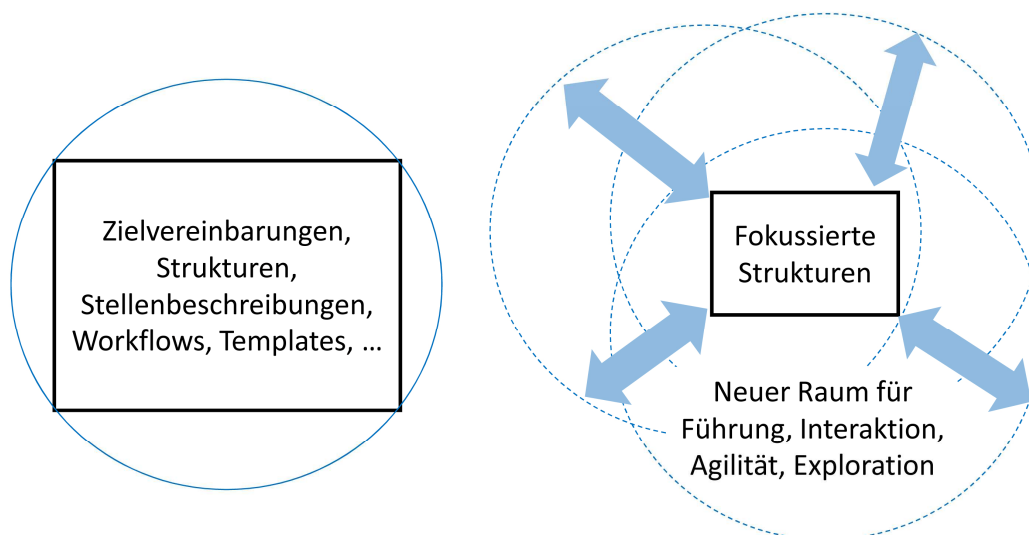 Zielvereinbarungen,
Strukturen,
Stellenbeschreibungen,
Workflows, Templates, ...
Fokussierte
Strukturen
Neuer Raum für
Führung, Interaktion,
Agilität, Exploration